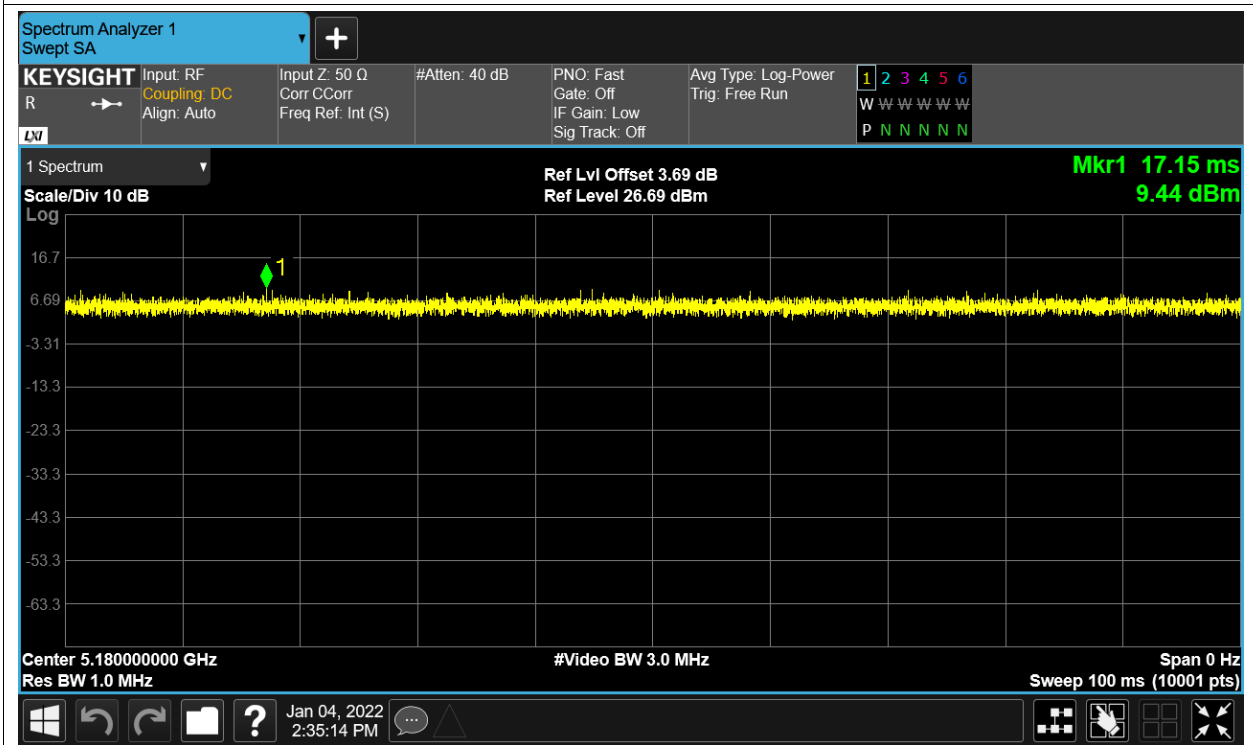 Spectrum Analyzer 1
Swept SA
KEYSIGHT
R
LXI
Input: RF
Coupling: DC
Align: Auto
Input Z: 50 Ω
Corr CCorr
Freq Ref: Int (S)
#Atten: 40 dB
PNO: Fast
Gate: Off
IF Gain: Low
Sig Track: Off
Avg Type: Log-Power
Trig: Free Run
1 2 3 4 5 6
W W W W W W
P N N N N N
1 Spectrum
Scale/Div 10 dB
Log
Ref Lvl Offset 3.69 dB
Ref Level 26.69 dBm
Mkr1 17.15 ms
9.44 dBm
1
16.7
6.69
-3.31
-13.3
-23.3
-33.3
-43.3
-53.3
-63.3
Center 5.180000000 GHz
Res BW 1.0 MHz
#Video BW 3.0 MHz
Span 0 Hz
Sweep 100 ms (10001 pts)
?
Jan 04, 2022
2:35:14 PM